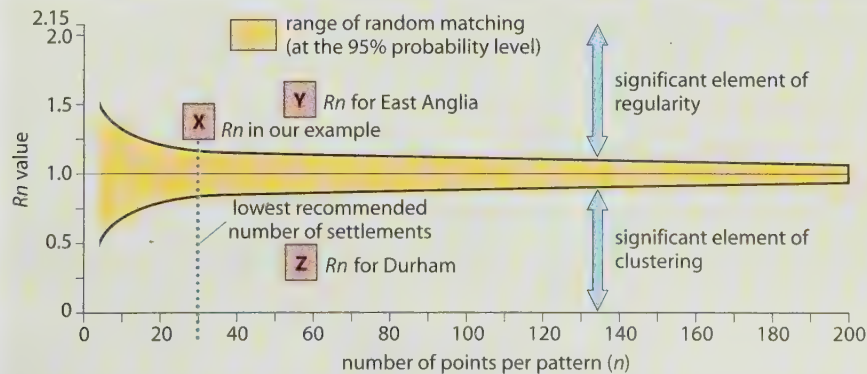 2.15
2.0
1.5
1.0
0.5
0
Rn value
range of random matching
(at the 95% probability level)
Y
Rn for East Anglia
X
Rn in our example
lowest recommended
number of settlements
Z
Rn for Durham
significant element of
regularity
significant element of
clustering
0 20 40 60 80 100 120 140 160 180 200
number of points per pattern (n)